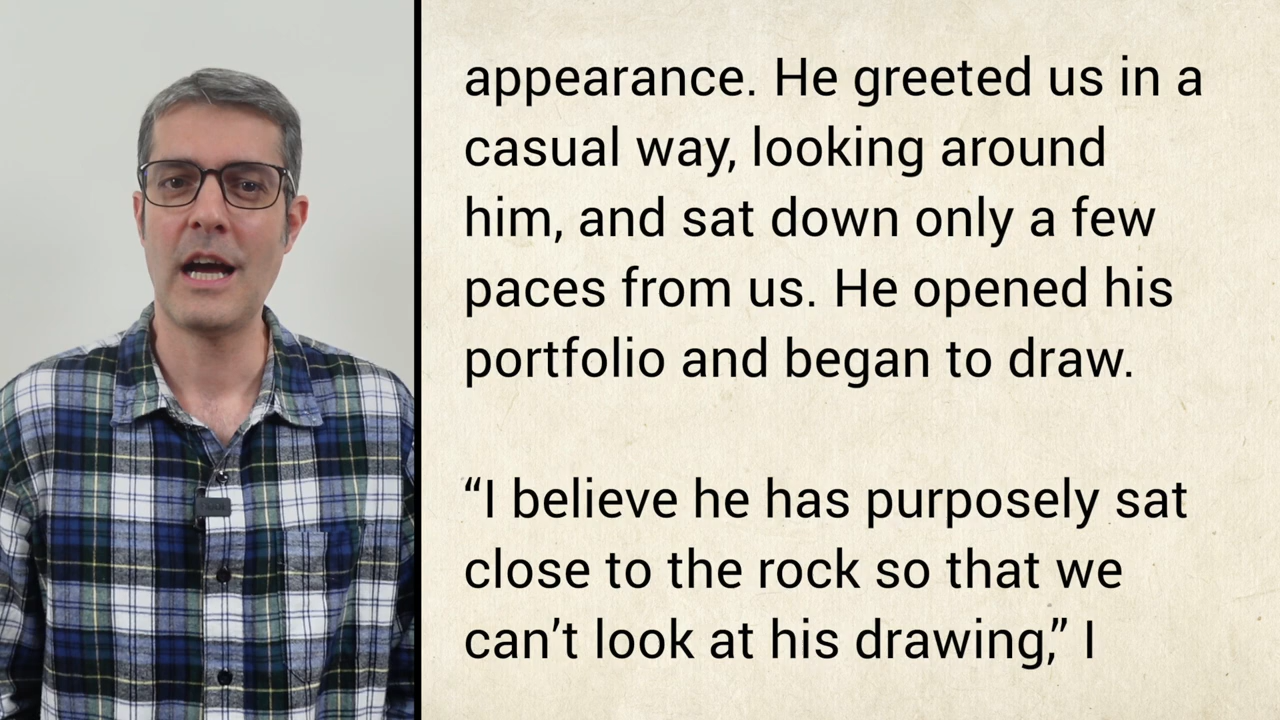 appearance. He greeted us in a
casual way, looking around
him, and sat down only a few
paces from us. He opened his
portfolio and began to draw.
“I believe he has purposely sat
close to the rock so that we
can’t look at his drawing,” I